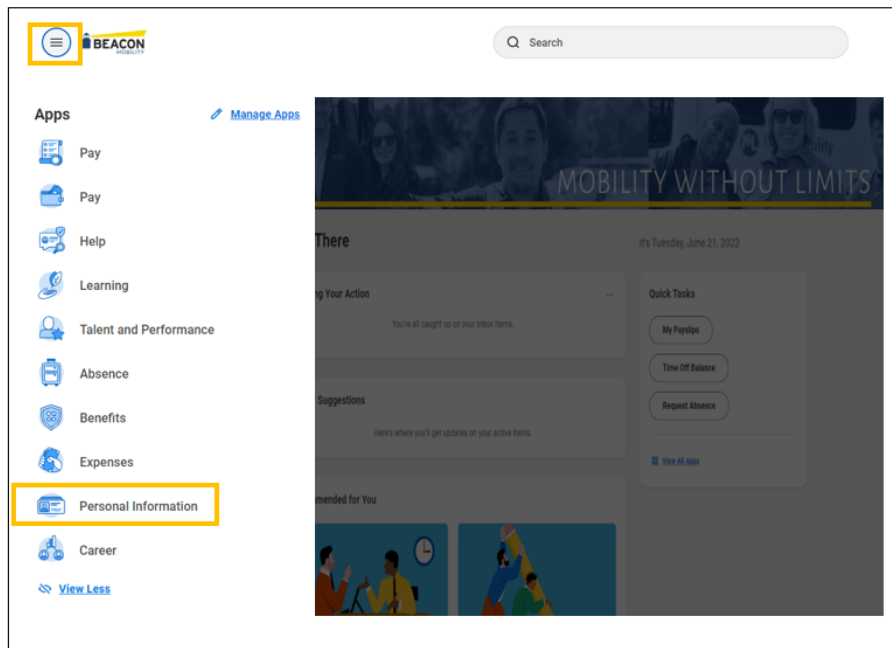 BEACON
MOBILITY
Search
Apps
Manage Apps
Pay
Pay
Help
Learning
Talent and Performance
Absence
Benefits
Expenses
Personal Information
Career
View Less
MOBILITY WITHOUT LIMITS
There
It's Tuesday, June 21, 2022
ng Your Action
You're all caught up on your inbox items.
Suggestions
Here's where you'll get updates on your active items.
mended for You
Quick Tasks
My Payslips
Time Off Balance
Request Absence
View All Apps